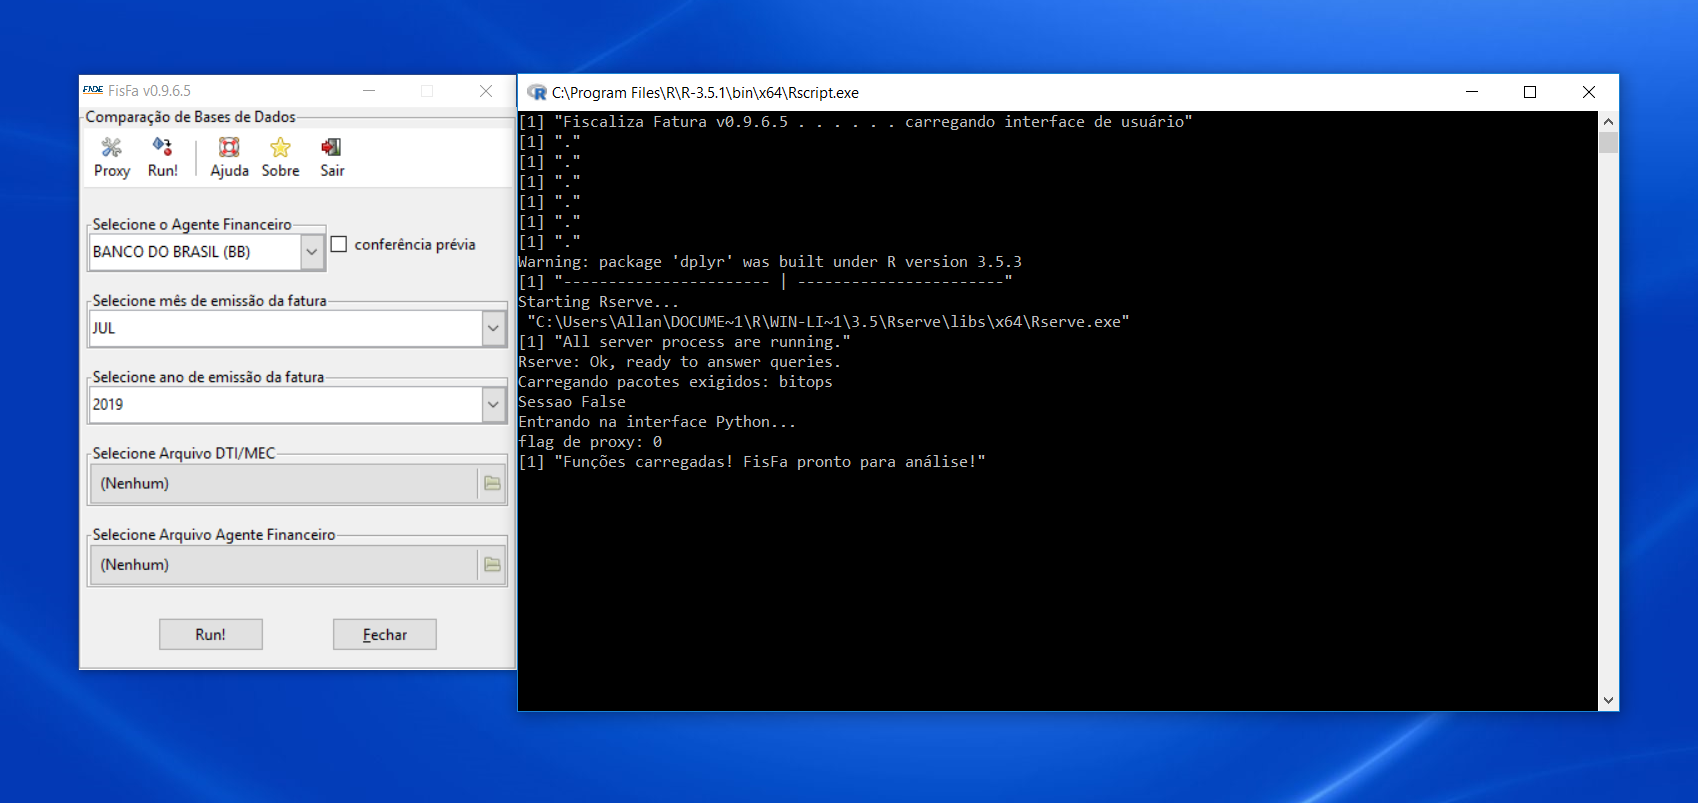 FNDE FisFa v0.9.6.5
Comparação de Bases de Dados
Proxy Run! Ajuda Sobre Sair
Selecione o Agente Financeiro
BANCO DO BRASIL (BB) conferência prévia
Selecione mês de emissão da fatura
JUL
Selecione ano de emissão da fatura
2019
Selecione Arquivo DTI/MEC
(Nenhum)
Selecione Arquivo Agente Financeiro
(Nenhum)
Run! Fechar
C:\Program Files\R\R-3.5.1\bin\x64\Rscript.exe
[1] "Fiscaliza Fatura v0.9.6.5 . . . . . . carregando interface de usuário"
[1] "."
[1] "."
[1] "."
[1] "."
[1] "."
[1] "."
Warning: package 'dplyr' was built under R version 3.5.3
[1] "----------------------- | -----------------------"
Starting Rserve...
 "C:\Users\Allan\DOCUME~1\R\WIN-LI~1\3.5\Rserve\libs\x64\Rserve.exe"
[1] "All server process are running."
Rserve: Ok, ready to answer queries.
Carregando pacotes exigidos: bitops
Sessao False
Entrando na interface Python...
flag de proxy: 0
[1] "Funções carregadas! FisFa pronto para análise!"